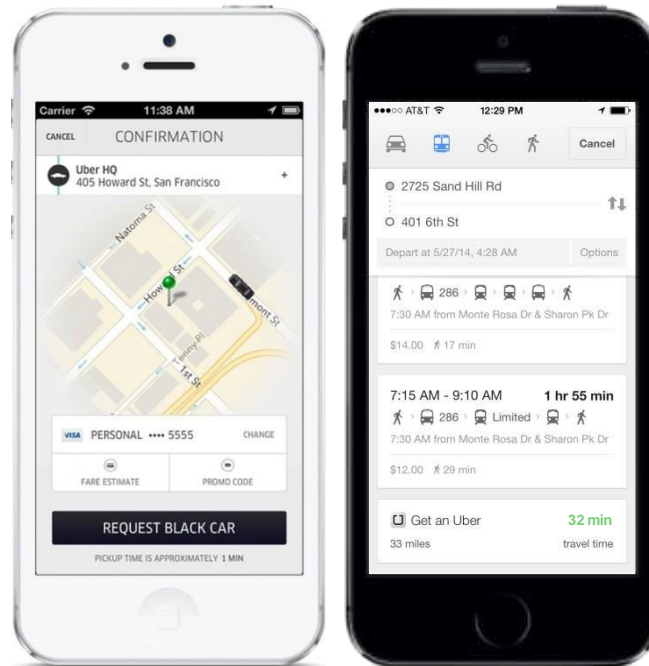 Carrier 11:38 AM
CANCEL CONFIRMATION
Uber HQ
405 Howard St, San Francisco +
Natoma St
Howard St
Tenny Pl
1st St
mont St
VISA PERSONAL •••• 5555 CHANGE
FARE ESTIMATE PROMO CODE
REQUEST BLACK CAR
PICKUP TIME IS APPROXIMATELY 1 MIN
●●●○○ AT&T 12:29 PM
Cancel
2725 Sand Hill Rd
401 6th St
Depart at 5/27/14, 4:28 AM Options
286
7:30 AM from Monte Rosa Dr & Sharon Pk Dr
$14.00 17 min
7:15 AM - 9:10 AM 1 hr 55 min
286 Limited
7:30 AM from Monte Rosa Dr & Sharon Pk Dr
$12.00 29 min
Get an Uber 32 min
33 miles travel time